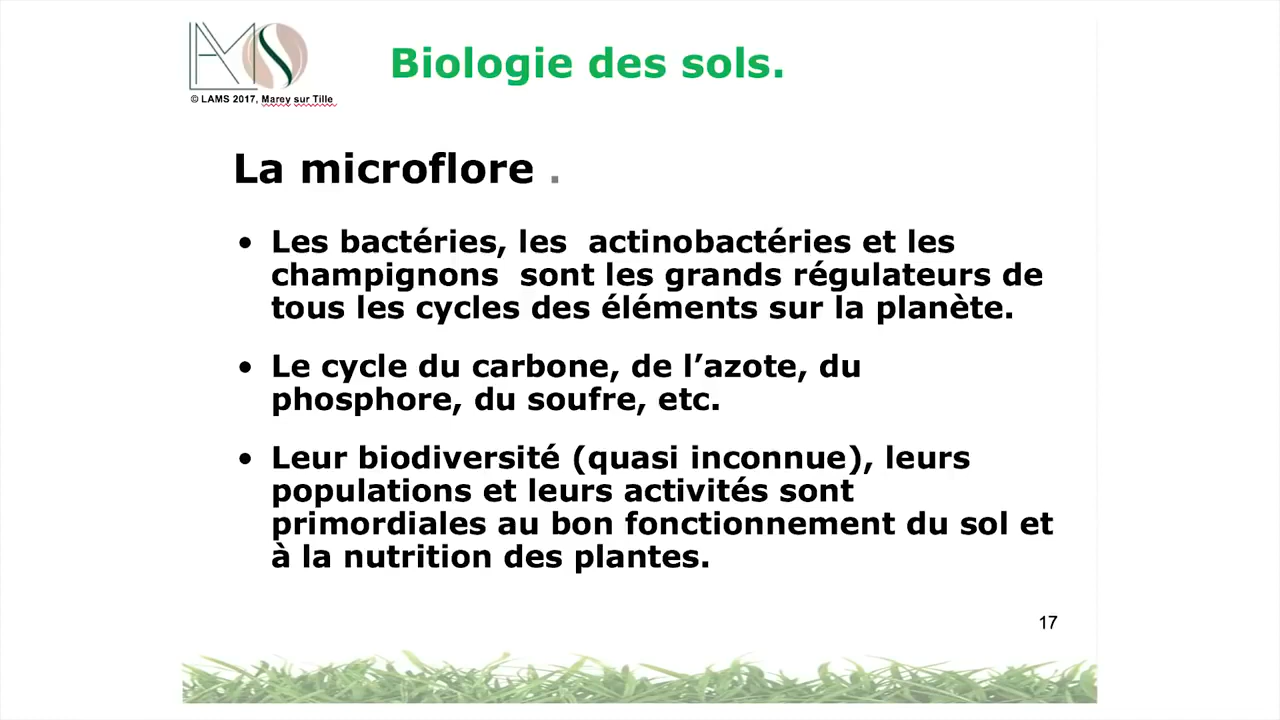 LAMS
© LAMS 2017, Marey sur Tille
Biologie des sols.
La microflore .
• Les bactéries, les actinobactéries et les
champignons sont les grands régulateurs de
tous les cycles des éléments sur la planète.
• Le cycle du carbone, de l’azote, du
phosphore, du soufre, etc.
• Leur biodiversité (quasi inconnue), leurs
populations et leurs activités sont
primordiales au bon fonctionnement du sol et
à la nutrition des plantes.
17